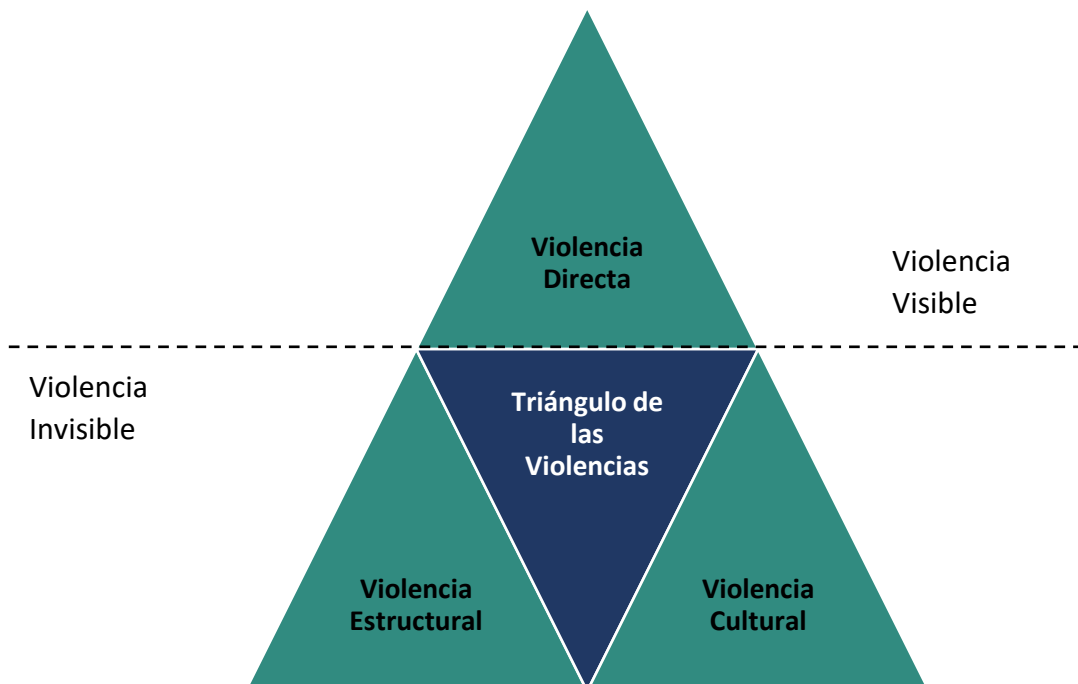 Violencia
Directa
Violencia
Visible
Violencia
Invisible
Triángulo de
las
Violencias
Violencia
Estructural
Violencia
Cultural